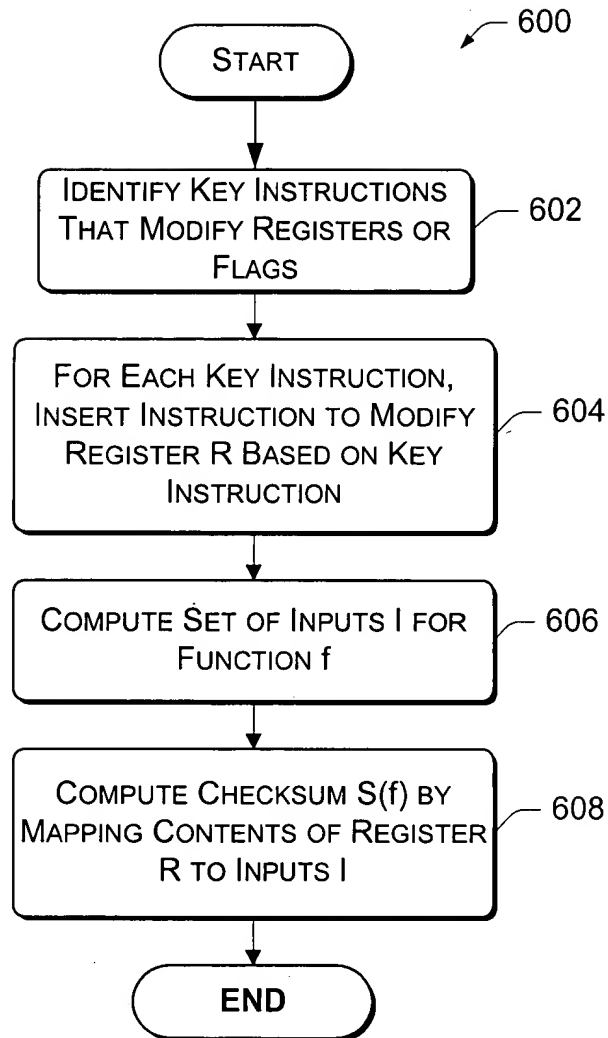 600
START
IDENTIFY KEY INSTRUCTIONS
THAT MODIFY REGISTERS OR
FLAGS
602
FOR EACH KEY INSTRUCTION,
INSERT INSTRUCTION TO MODIFY
REGISTER R BASED ON KEY
INSTRUCTION
604
COMPUTE SET OF INPUTS I FOR
FUNCTION f
606
COMPUTE CHECKSUM S(f) BY
MAPPING CONTENTS OF REGISTER
R TO INPUTS I
608
END